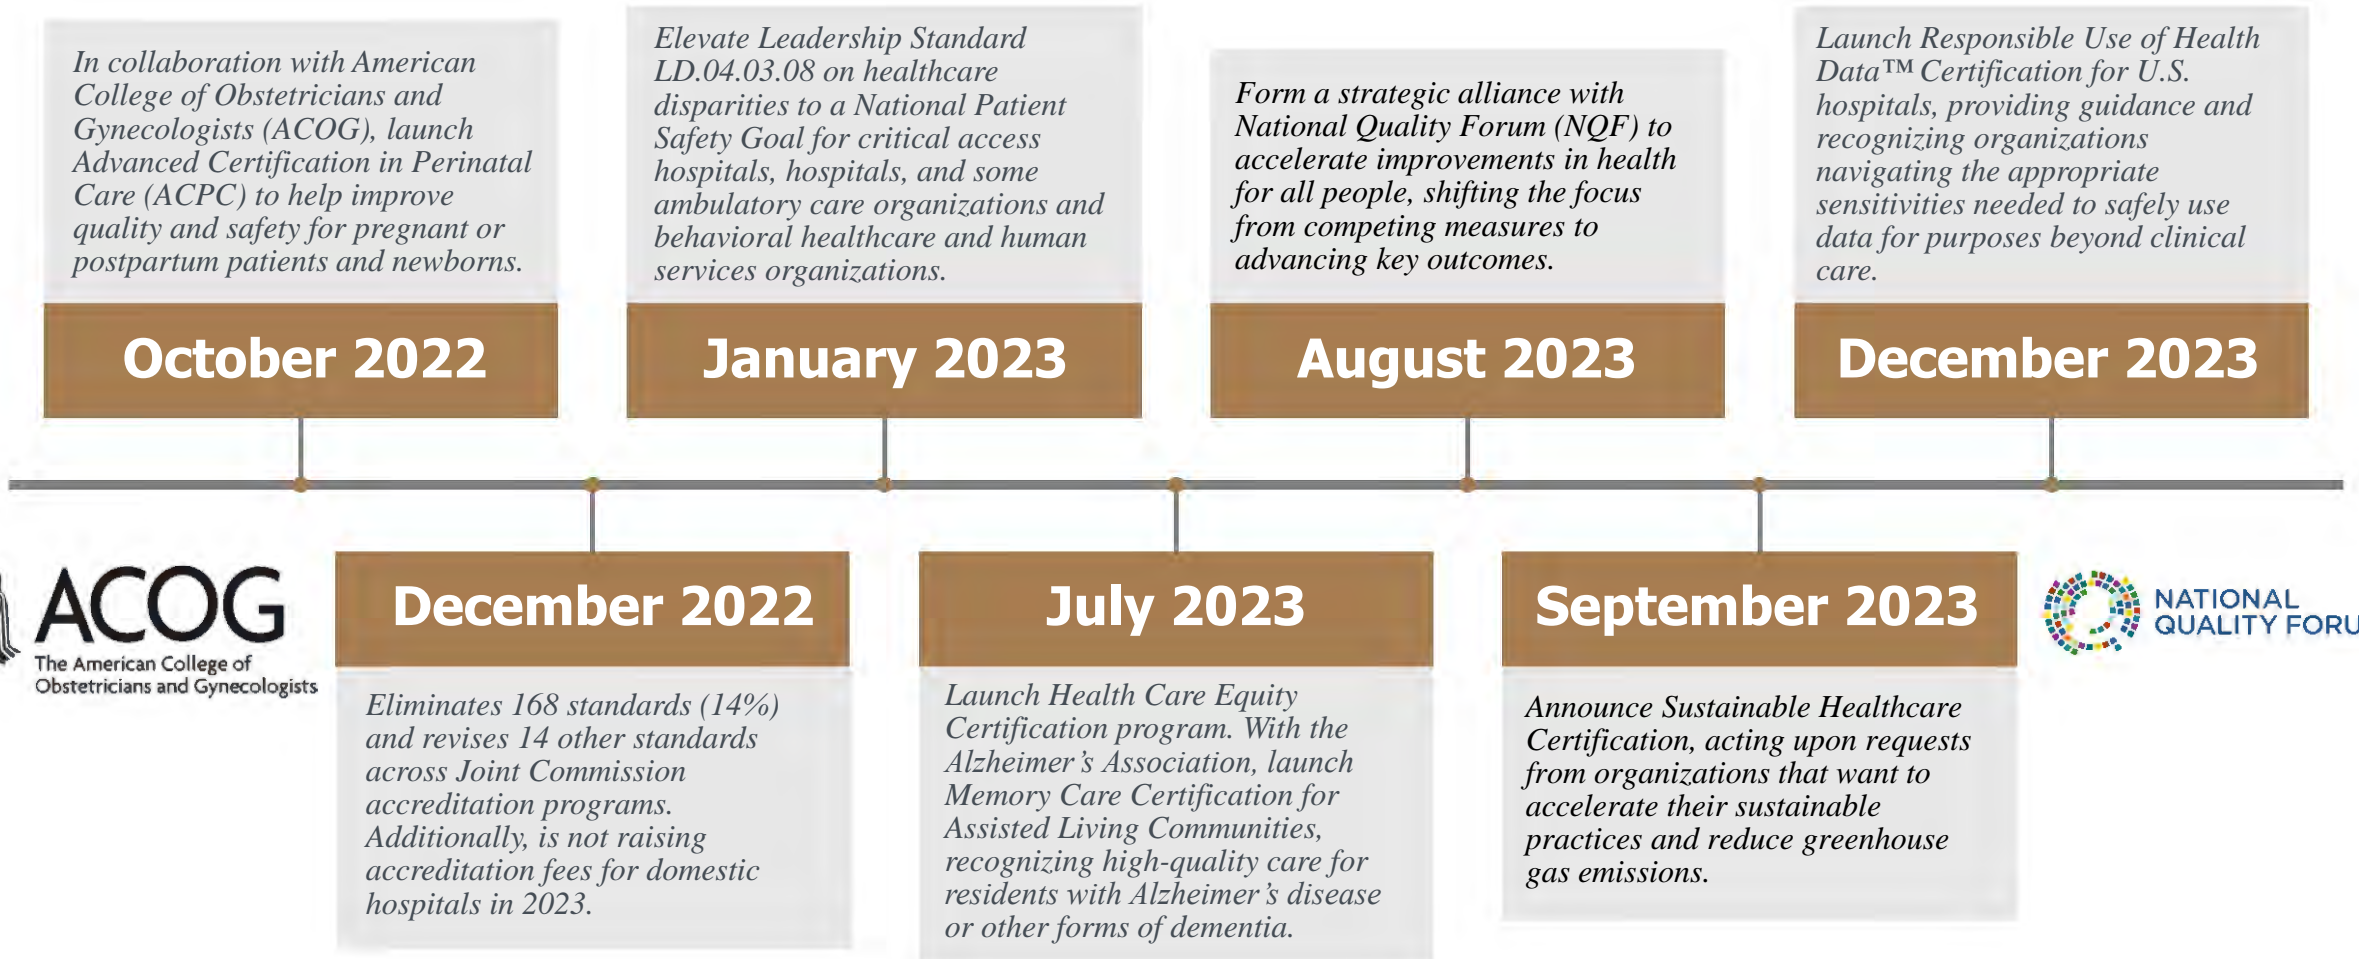 In collaboration with American
College of Obstetricians and
Gynecologists (ACOG), launch
Advanced Certification in Perinatal
Care (ACPC) to help improve
quality and safety for pregnant or
postpartum patients and newborns.
October 2022
Elevate Leadership Standard
LD.04.03.08 on healthcare
disparities to a National Patient
Safety Goal for critical access
hospitals, hospitals, and some
ambulatory care organizations and
behavioral healthcare and human
services organizations.
January 2023
Form a strategic alliance with
National Quality Forum (NQF) to
accelerate improvements in health
for all people, shifting the focus
from competing measures to
advancing key outcomes.
August 2023
Launch Responsible Use of Health
Data™ Certification for U.S.
hospitals, providing guidance and
recognizing organizations
navigating the appropriate
sensitivities needed to safely use
data for purposes beyond clinical
care.
December 2023
ACOG
The American College of
Obstetricians and Gynecologists
December 2022
Eliminates 168 standards (14%)
and revises 14 other standards
across Joint Commission
accreditation programs.
Additionally, is not raising
accreditation fees for domestic
hospitals in 2023.
July 2023
Launch Health Care Equity
Certification program. With the
Alzheimer's Association, launch
Memory Care Certification for
Assisted Living Communities,
recognizing high-quality care for
residents with Alzheimer's disease
or other forms of dementia.
September 2023
Announce Sustainable Healthcare
Certification, acting upon requests
from organizations that want to
accelerate their sustainable
practices and reduce greenhouse
gas emissions.
NATIONAL
QUALITY FORU